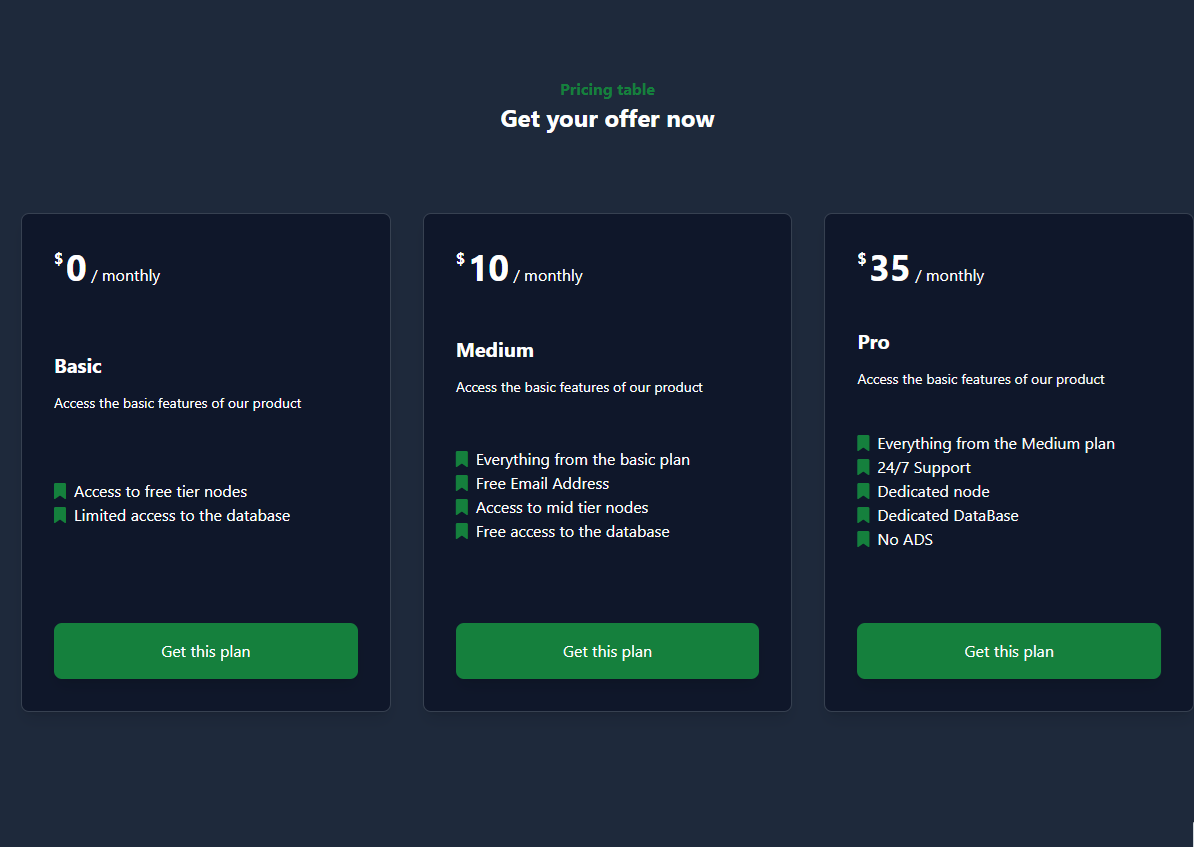 Pricing table
Get your offer now
$0 / monthly
Basic
Access the basic features of our product
Access to free tier nodes
Limited access to the database
Get this plan
$10 / monthly
Medium
Access the basic features of our product
Everything from the basic plan
Free Email Address
Access to mid tier nodes
Free access to the database
Get this plan
$35 / monthly
Pro
Access the basic features of our product
Everything from the Medium plan
24/7 Support
Dedicated node
Dedicated DataBase
No ADS
Get this plan